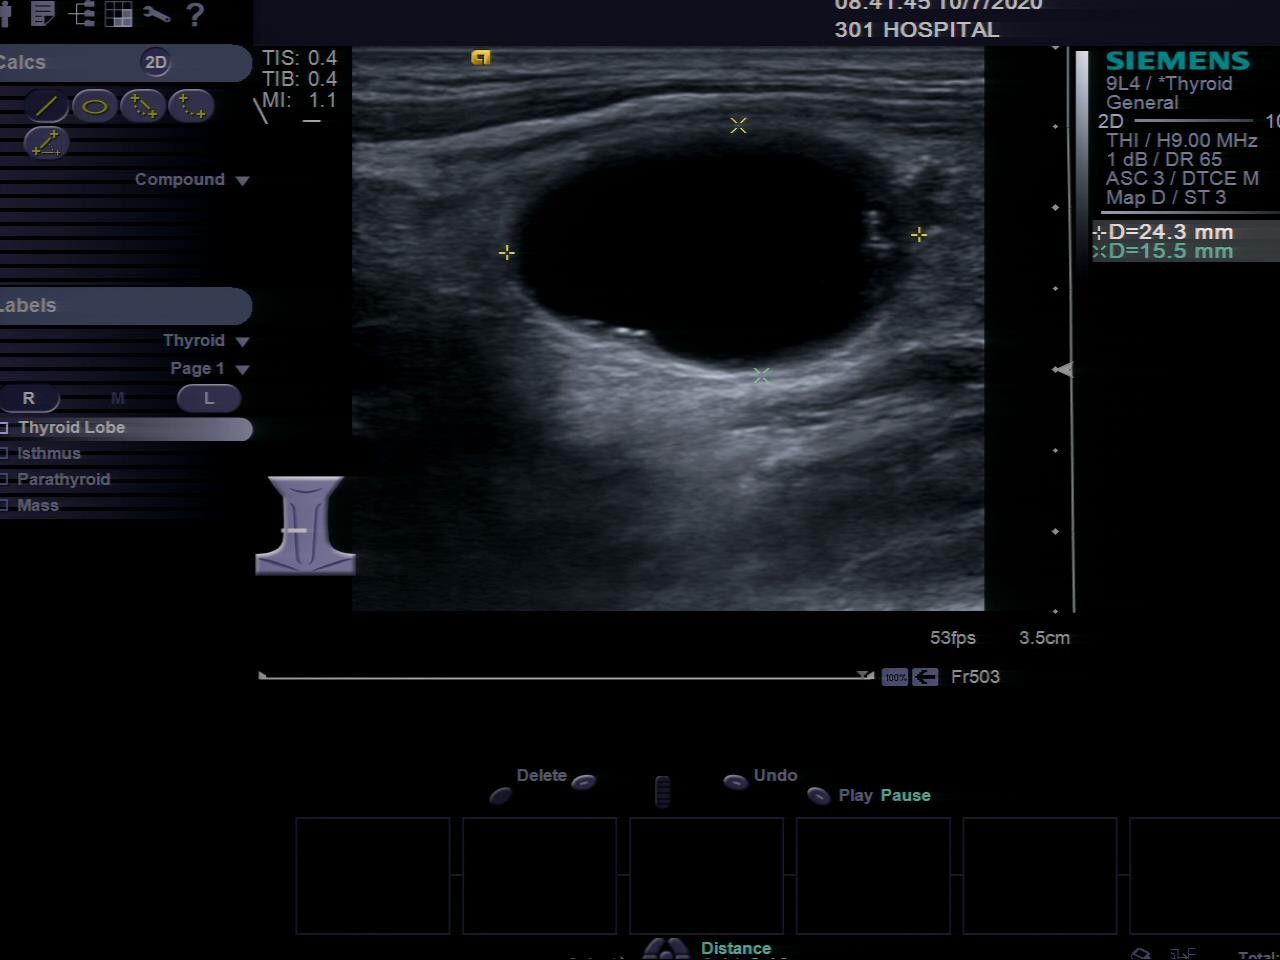 08:41:45 10/7/2020
301 HOSPITAL
Calcs
2D
TIS: 0.4
TIB: 0.4
MI: 1.1
Compound
Labels
Thyroid
Page 1
R M L
Thyroid Lobe
Isthmus
Parathyroid
Mass
SIEMENS
9L4 / *Thyroid
General
2D
THI / H9.00 MHz
1 dB / DR 65
ASC 3 / DTCE M
Map D / ST 3
D=24.3 mm
D=15.5 mm
53fps 3.5cm
100% Fr503
Delete Undo
Play Pause
Distance
Total